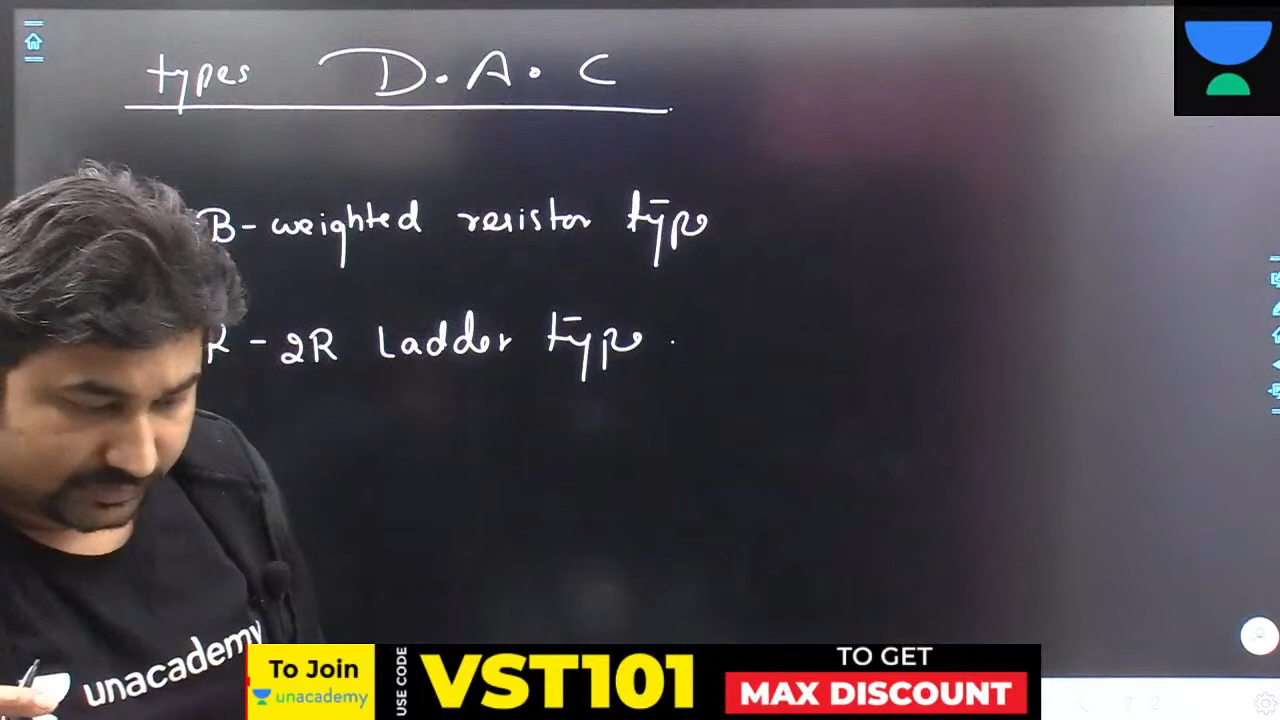 types D.A.C
B-weighted resistor type
R-2R Ladder type.
unacademy
To Join
unacademy
USE CODE
VST101
TO GET
MAX DISCOUNT